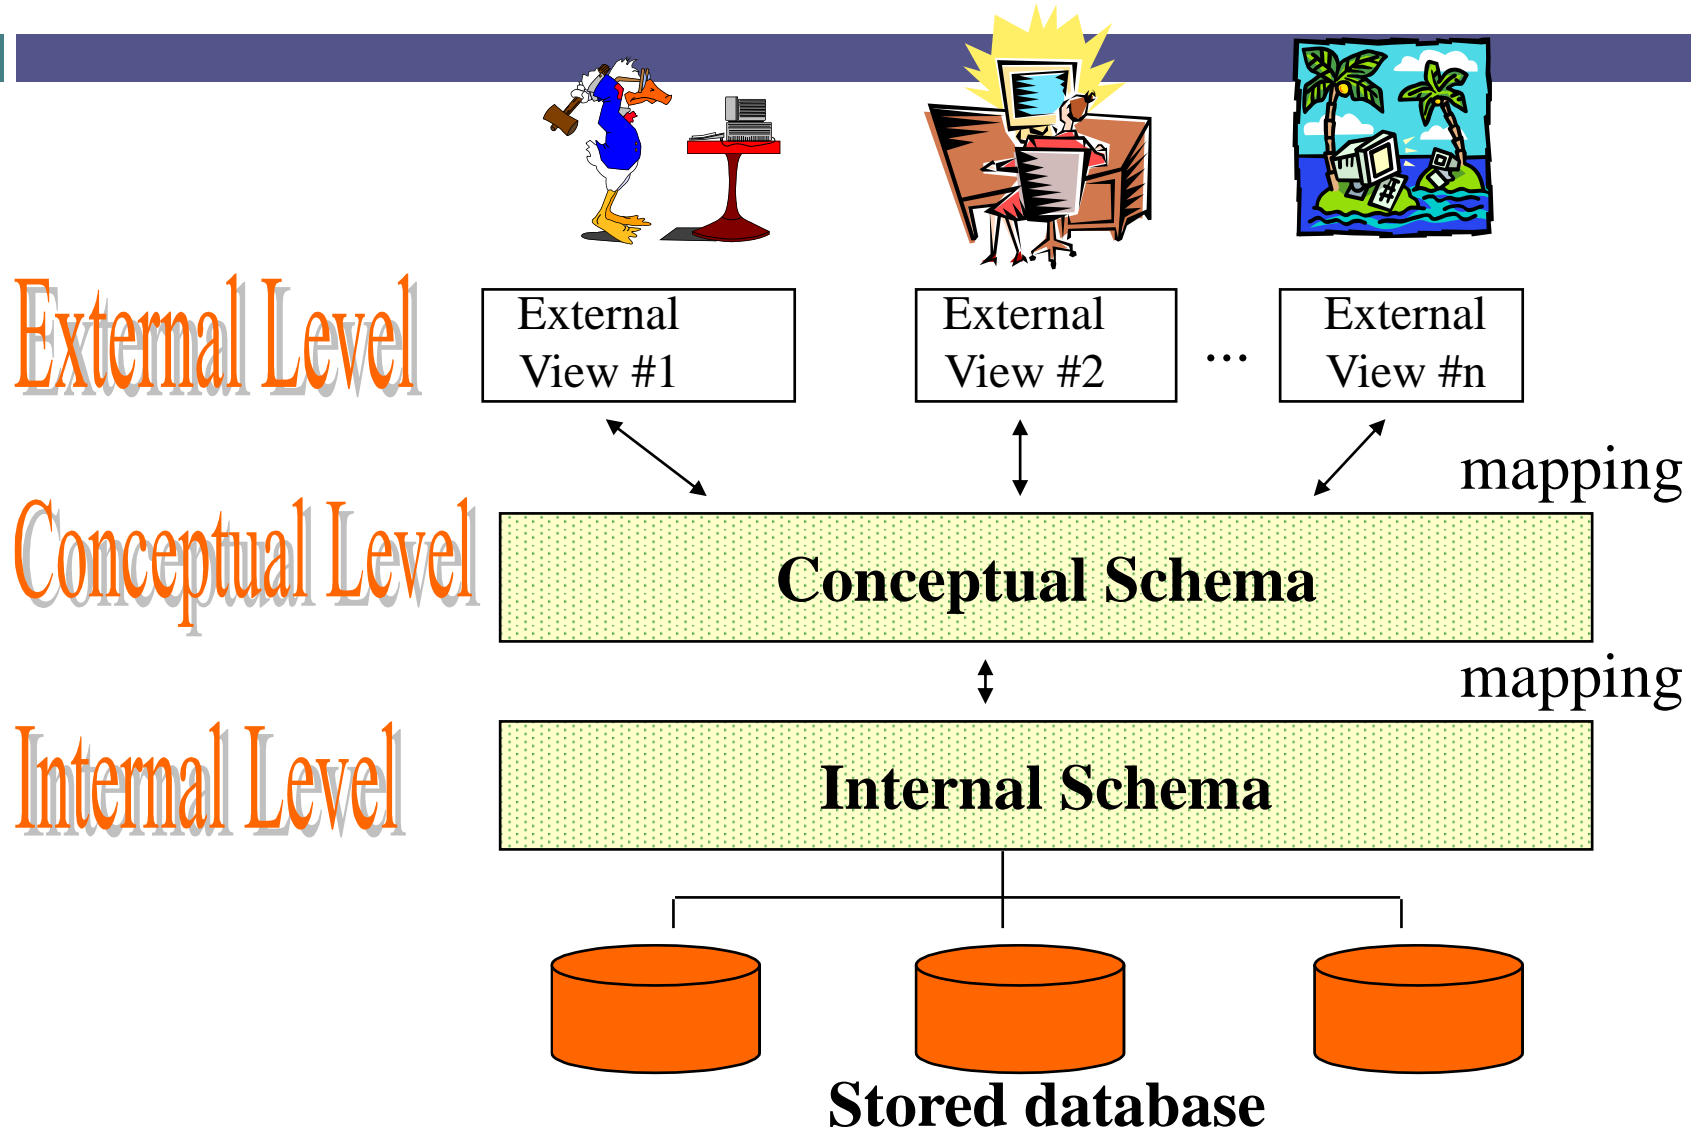 External Level
External
View #1
External
View #2
...
External
View #n
mapping
Conceptual Level
Conceptual Schema
mapping
Internal Level
Internal Schema
Stored database